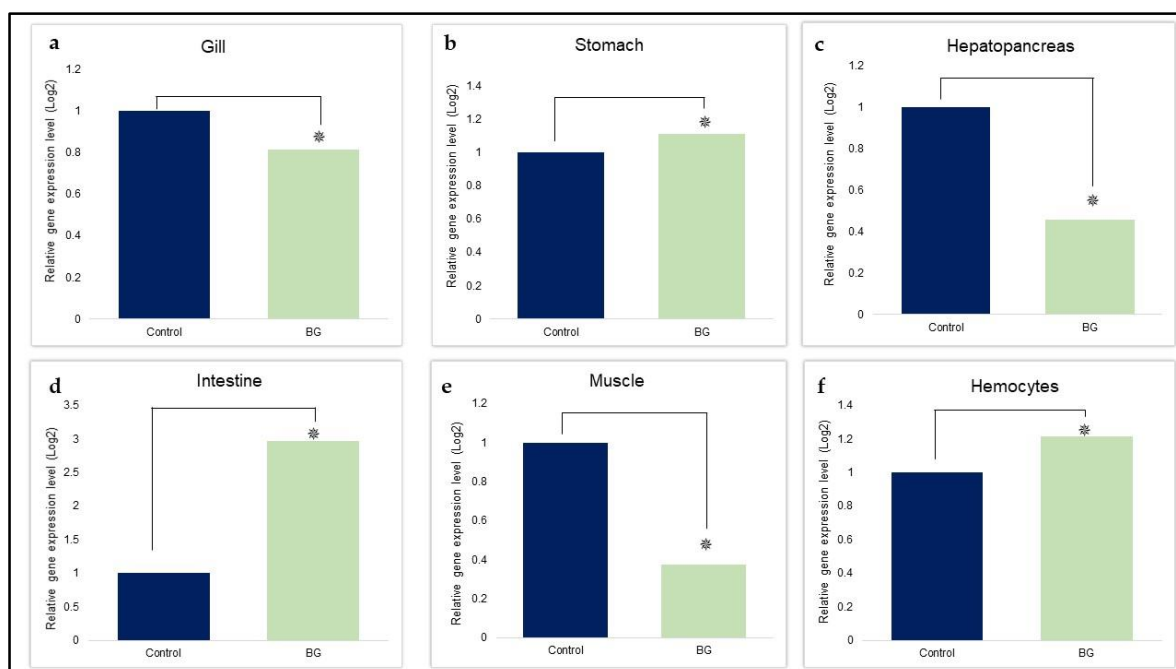 a
Gill
Relative gene expression level (Log2)
1.2
1
0.8
0.6
0.4
0.2
0
Control BG
b
Stomach
Relative gene expression level (Log2)
1.4
1.2
1
0.8
0.6
0.4
0.2
0
Control BG
c
Hepatopancreas
Relative gene expression level (Log2)
1.2
1
0.8
0.6
0.4
0.2
0
Control BG
d
Intestine
Relative gene expression level (Log2)
3.5
3
2.5
2
1.5
1
0.5
0
Control BG
e
Muscle
Relative gene expression level (Log2)
1.2
1
0.8
0.6
0.4
0.2
0
Control BG
f
Hemocytes
Relative gene expression level (Log2)
1.4
1.2
1
0.8
0.6
0.4
0.2
0
Control BG